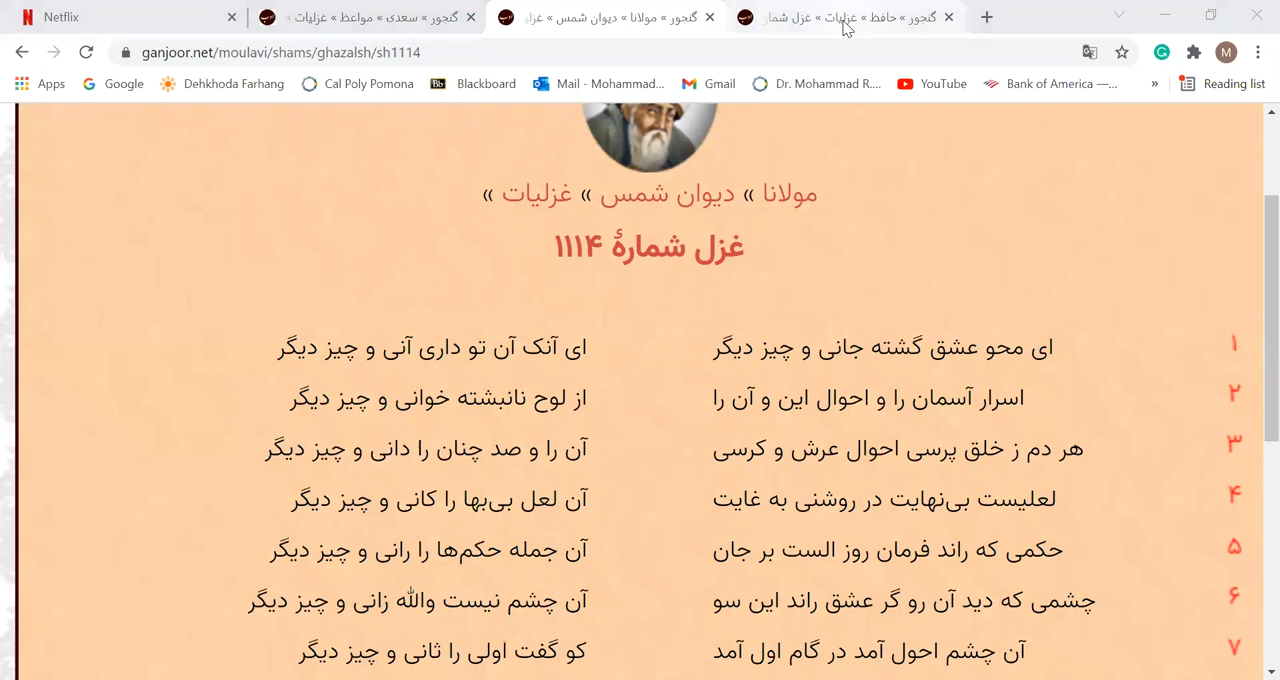 Netflix
گنجور » سعدی » مواعظ » غزلیات »
گنجور » مولانا » دیوان شمس » غزلیا
گنجور » حافظ » غزلیات » غزل شمار
ganjoor.net/moulavi/shams/ghazalsh/sh1114
M
Apps Google Dehkhoda Farhang Cal Poly Pomona Bb Blackboard Mail - Mohammad... Gmail Dr. Mohammad R.... YouTube Bank of America —... » Reading list
مولانا » دیوان شمس » غزلیات »
غزل شمارهٔ ۱۱۱۴
۱ ای محو عشق گشته جانی و چیز دیگر ای آنک آن تو داری آنی و چیز دیگر
۲ اسرار آسمان را و احوال این و آن را از لوح نانبشته خوانی و چیز دیگر
۳ هر دم ز خلق پرسی احوال عرش و کرسی آن را و صد چنان را دانی و چیز دیگر
۴ لعلیست بی‌نهایت در روشنی به غایت آن لعل بی‌بها را کانی و چیز دیگر
۵ حکمی که راند فرمان روز الست بر جان آن جمله حکم‌ها را رانی و چیز دیگر
۶ چشمی که دید آن رو گر عشق راند این سو آن چشم نیست والله زانی و چیز دیگر
۷ آن چشم احول آمد در گام اول آمد کو گفت اولی را ثانی و چیز دیگر